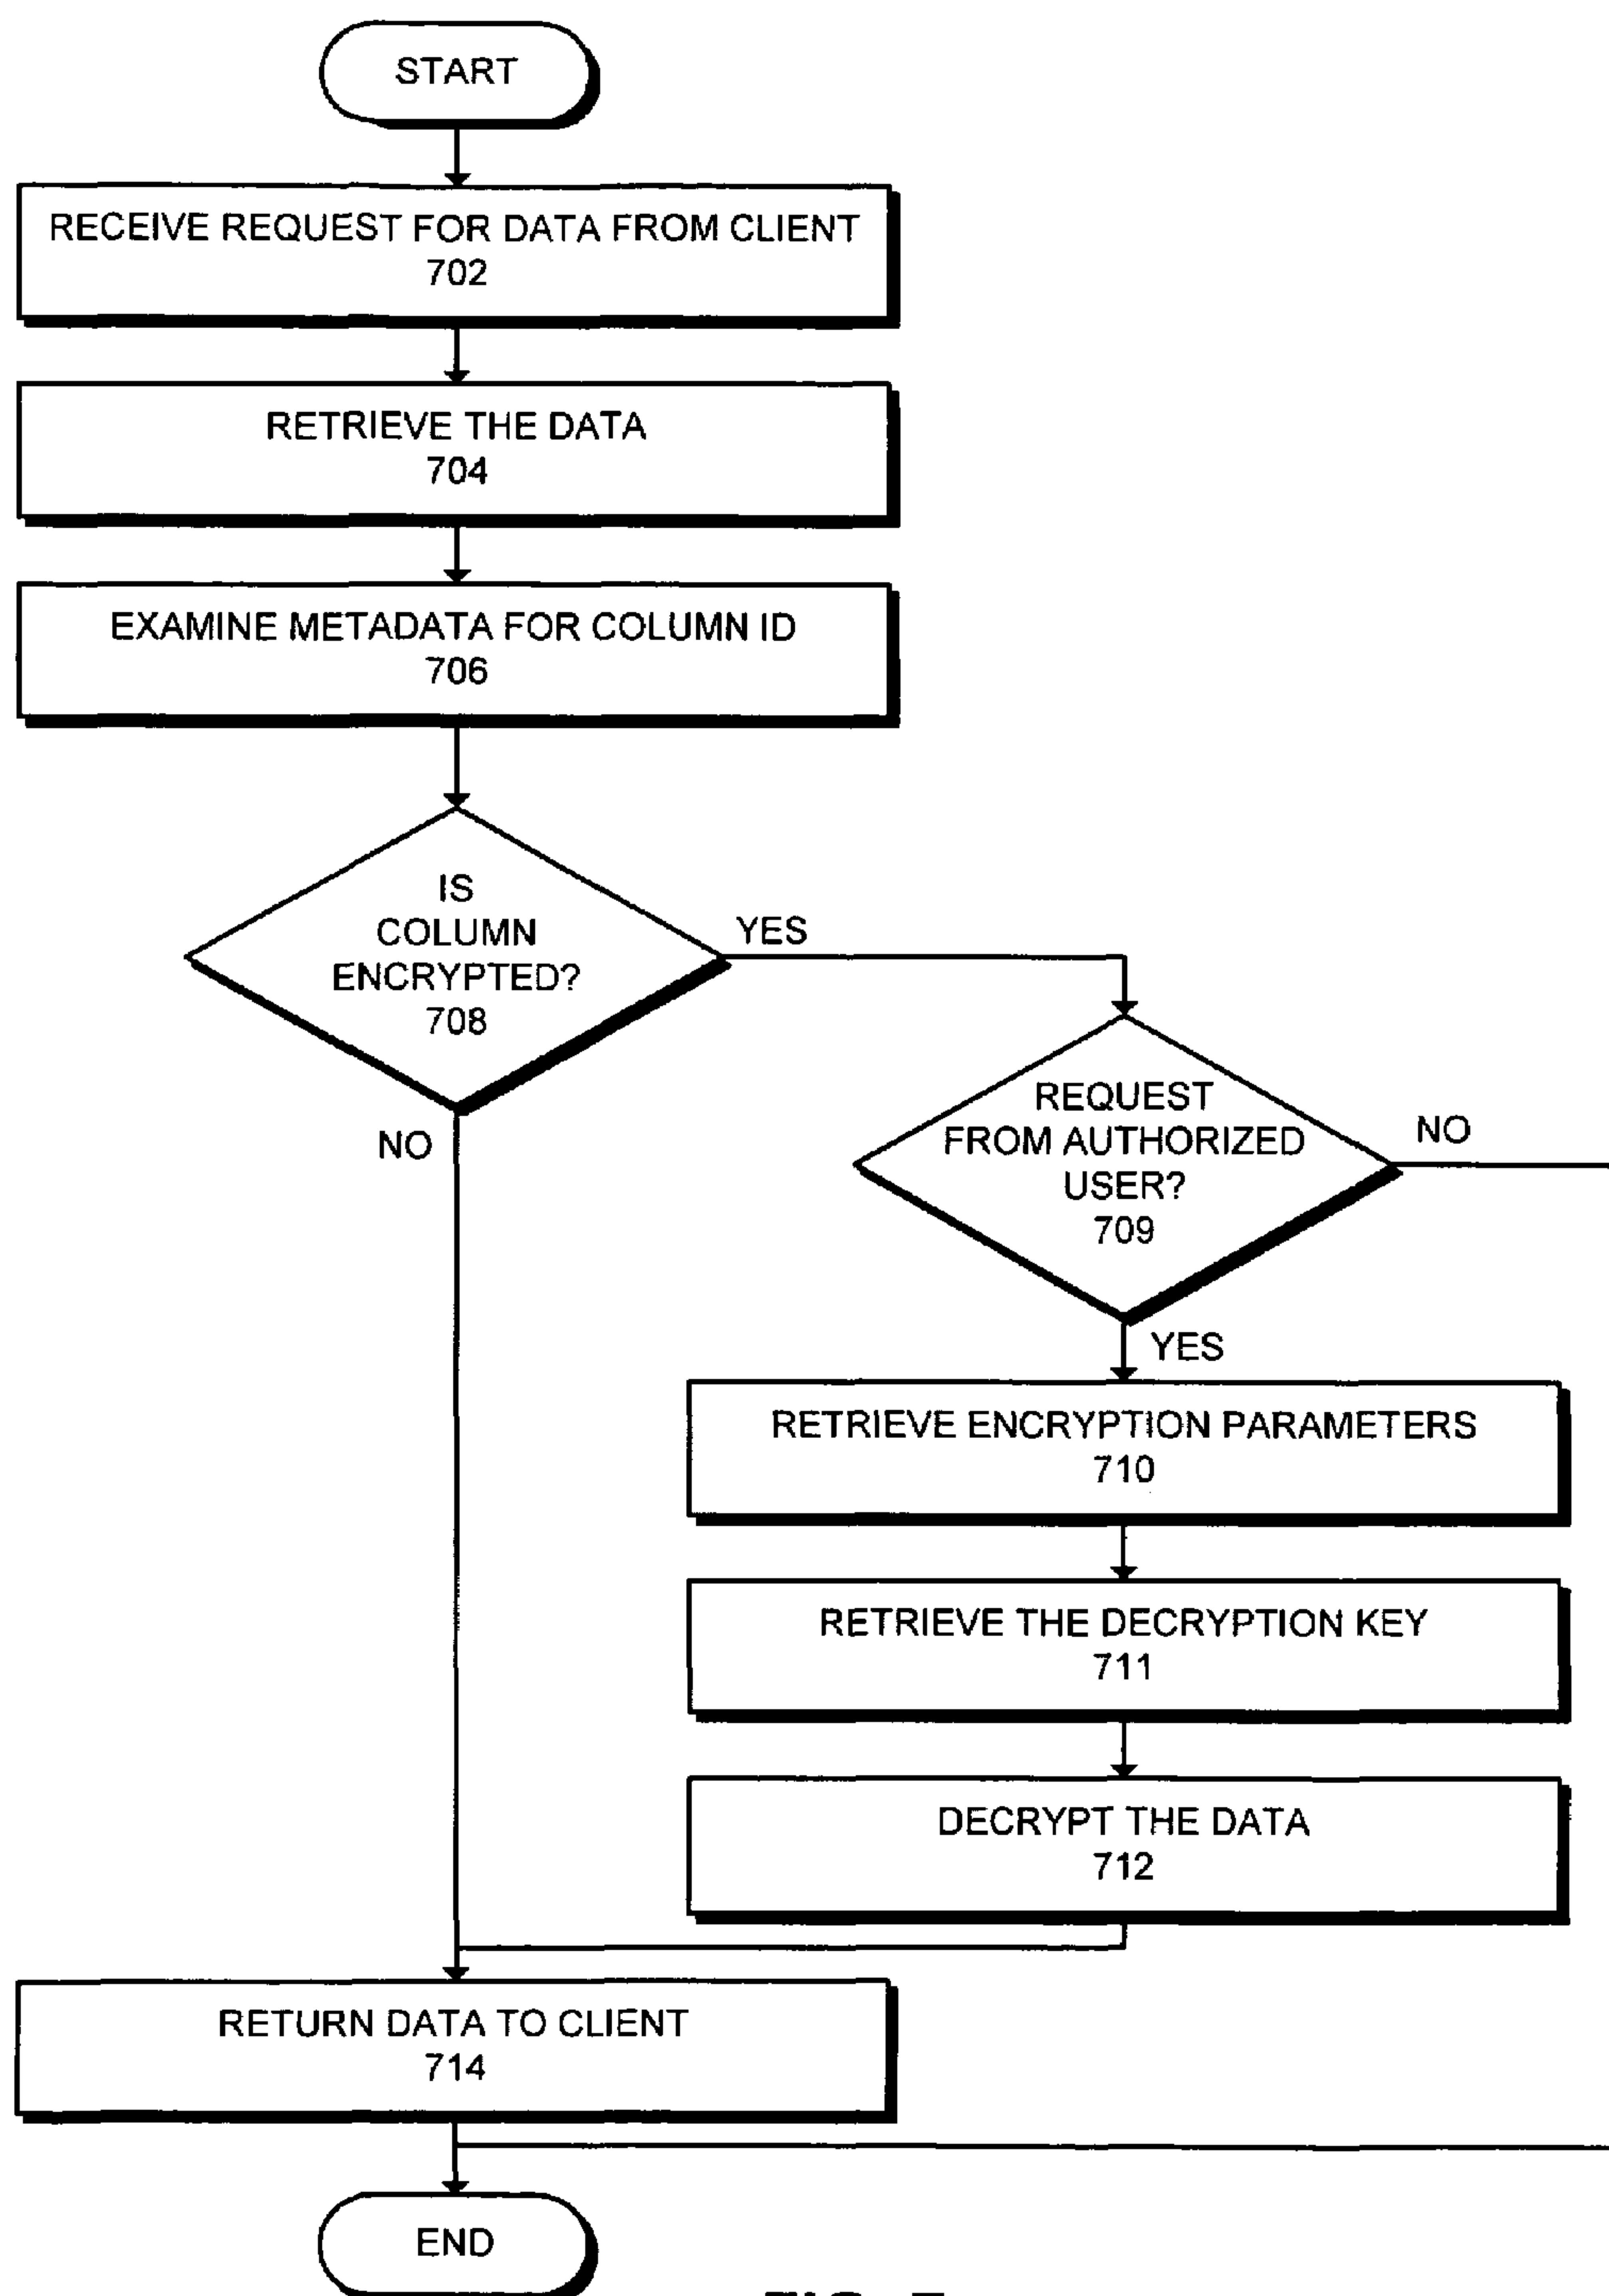 START
RECEIVE REQUEST FOR DATA FROM CLIENT
702
RETRIEVE THE DATA
704
EXAMINE METADATA FOR COLUMN ID
706
IS
COLUMN
ENCRYPTED?
708
YES
NO
REQUEST
FROM AUTHORIZED
USER?
709
NO
YES
RETRIEVE ENCRYPTION PARAMETERS
710
RETRIEVE THE DECRYPTION KEY
711
DECRYPT THE DATA
712
RETURN DATA TO CLIENT
714
END